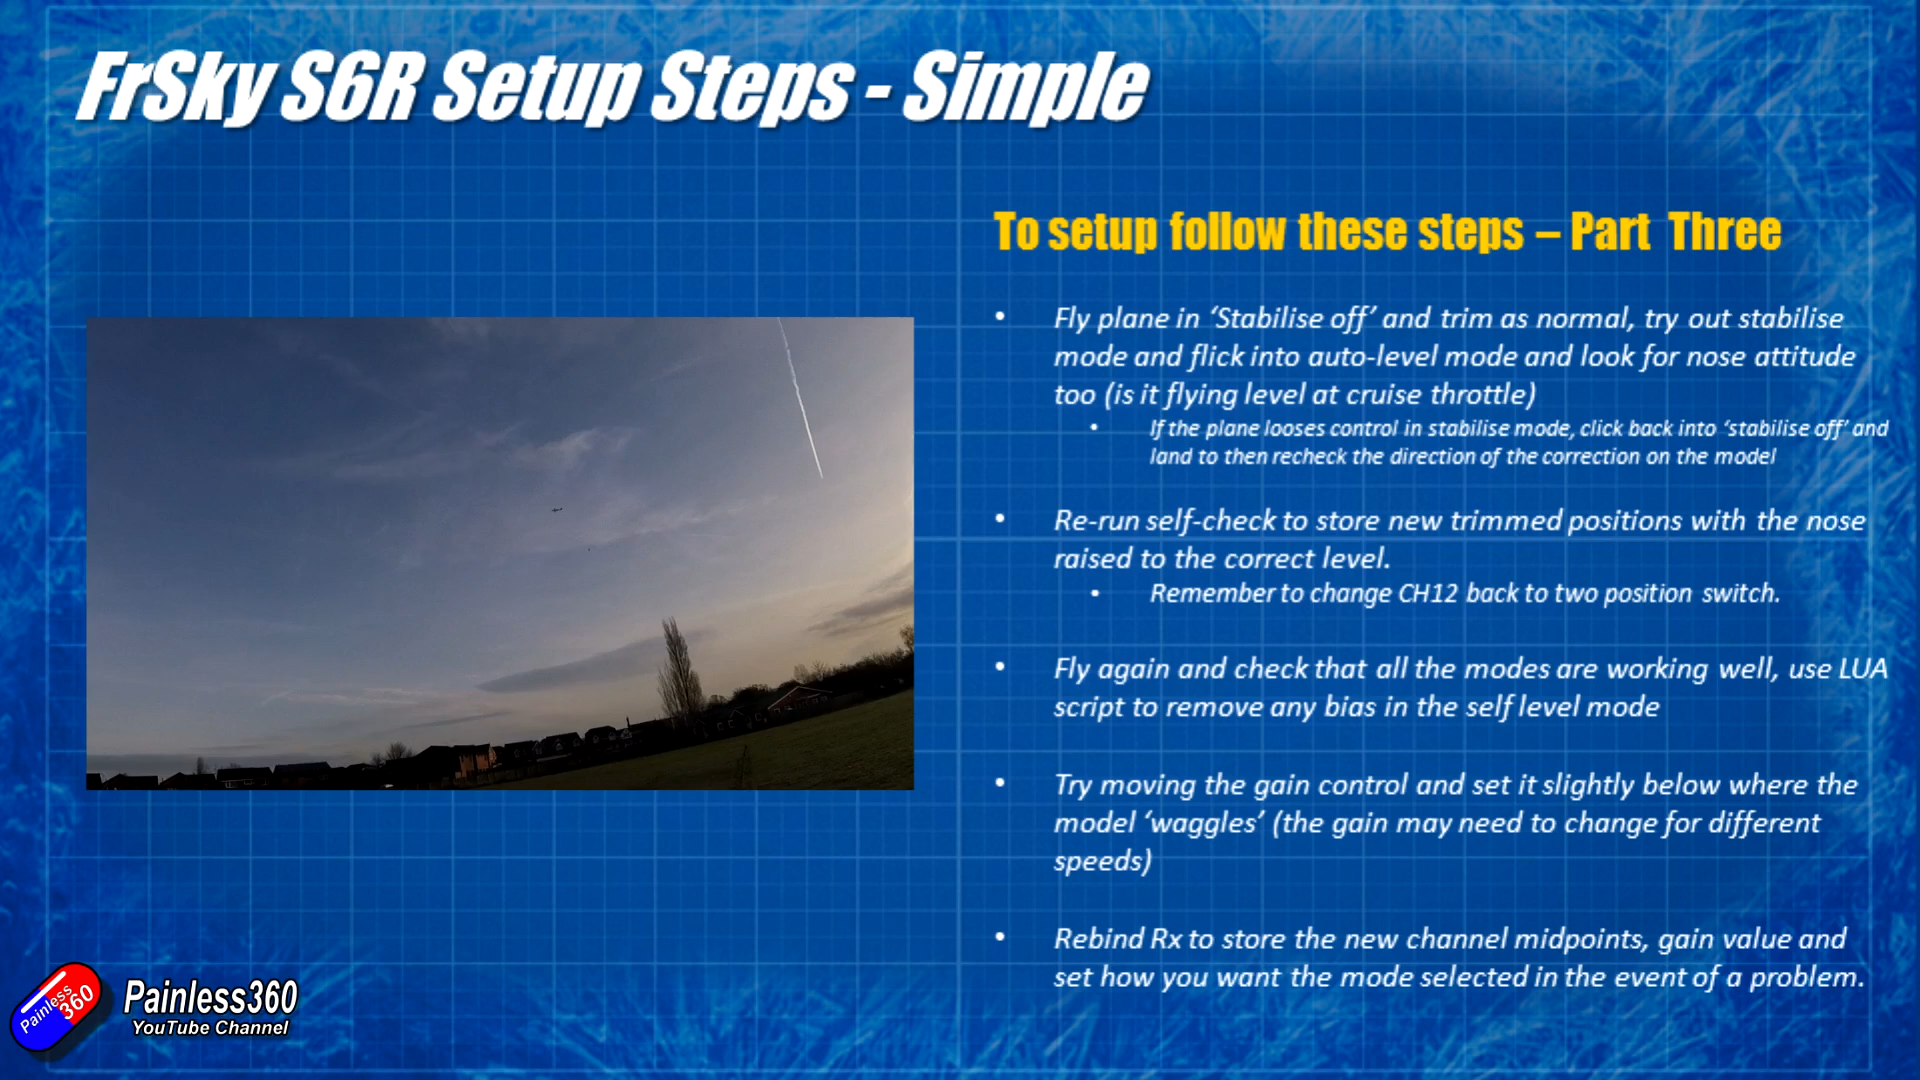 FrSky S6R Setup Steps - Simple
To setup follow these steps – Part Three
• Fly plane in ‘Stabilise off’ and trim as normal, try out stabilise
mode and flick into auto-level mode and look for nose attitude
too (is it flying level at cruise throttle)
• If the plane looses control in stabilise mode, click back into ‘stabilise off’ and
land to then recheck the direction of the correction on the model
• Re-run self-check to store new trimmed positions with the nose
raised to the correct level.
• Remember to change CH12 back to two position switch.
• Fly again and check that all the modes are working well, use LUA
script to remove any bias in the self level mode
• Try moving the gain control and set it slightly below where the
model ‘waggles’ (the gain may need to change for different
speeds)
• Rebind Rx to store the new channel midpoints, gain value and
set how you want the mode selected in the event of a problem.
Painless
360
Painless360
YouTube Channel